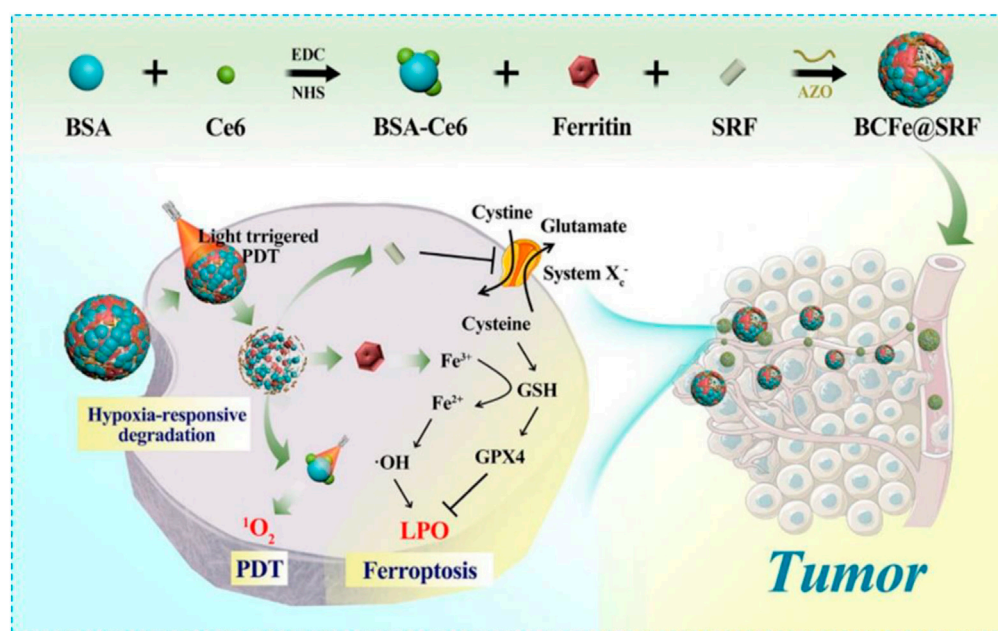 EDC
NHS
AZO
BSA
Ce6
BSA-Ce6
Ferritin
SRF
BCFe@SRF
Light trrigered
PDT
Cystine
Glutamate
System Xc-
Hypoxia-responsive
degradation
Cysteine
Fe3+
Fe2+
GSH
·OH
GPX4
1O2
LPO
PDT
Ferroptosis
Tumor